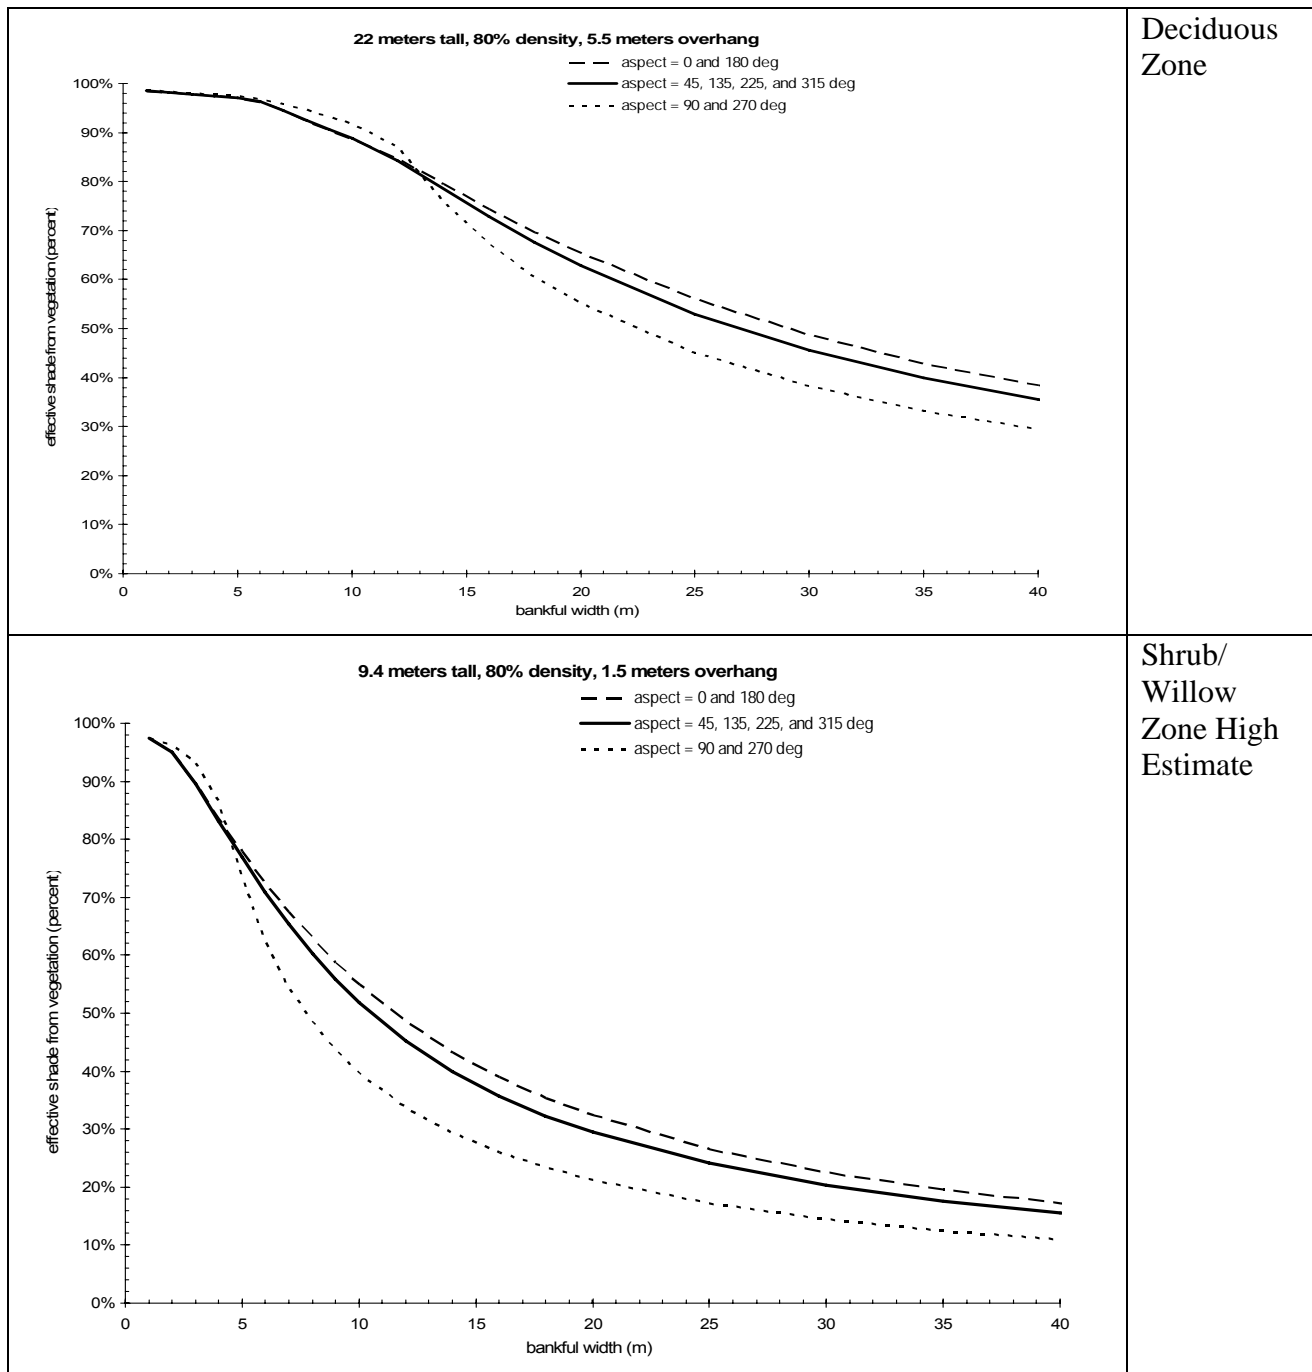 22 meters tall, 80% density, 5.5 meters overhang
aspect = 0 and 180 deg
aspect = 45, 135, 225, and 315 deg
aspect = 90 and 270 deg
100%
90%
80%
70%
60%
50%
40%
30%
20%
10%
0%
effective shade from vegetation (percent)
0 5 10 15 20 25 30 35 40
bankful width (m)
Deciduous
Zone
9.4 meters tall, 80% density, 1.5 meters overhang
aspect = 0 and 180 deg
aspect = 45, 135, 225, and 315 deg
aspect = 90 and 270 deg
100%
90%
80%
70%
60%
50%
40%
30%
20%
10%
0%
effective shade from vegetation (percent)
0 5 10 15 20 25 30 35 40
bankful width (m)
Shrub/
Willow
Zone High
Estimate